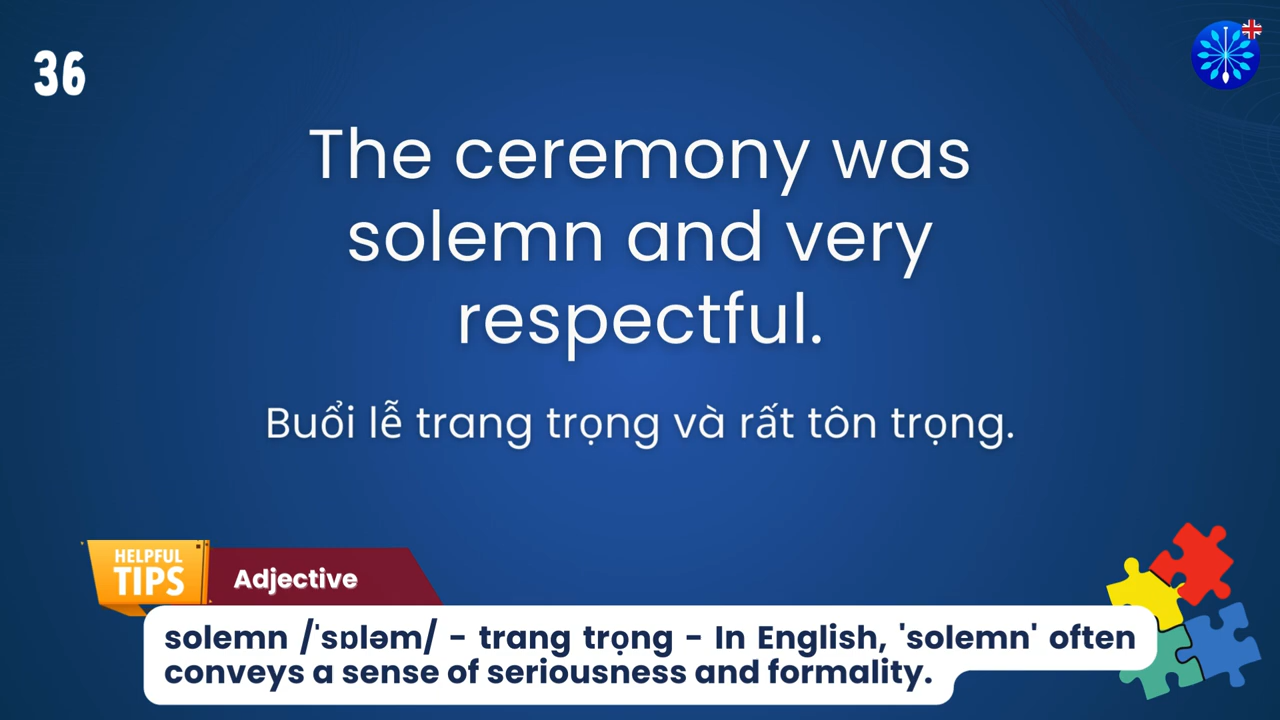 36
The ceremony was
solemn and very
respectful.
Buổi lễ trang trọng và rất tôn trọng.
HELPFUL
TIPS
Adjective
solemn /ˈsɒləm/ - trang trọng - In English, 'solemn' often
conveys a sense of seriousness and formality.